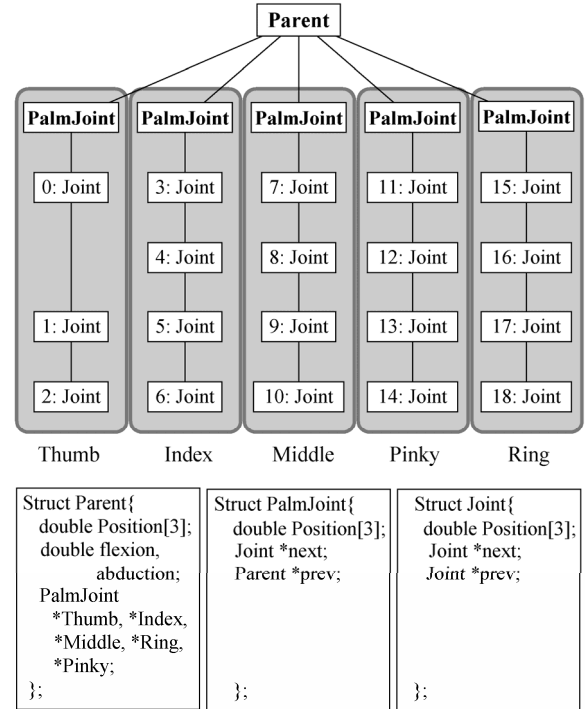 Parent
PalmJoint PalmJoint PalmJoint PalmJoint PalmJoint
0: Joint 3: Joint 7: Joint 11: Joint 15: Joint
4: Joint 8: Joint 12: Joint 16: Joint
1: Joint 5: Joint 9: Joint 13: Joint 17: Joint
2: Joint 6: Joint 10: Joint 14: Joint 18: Joint
Thumb Index Middle Pinky Ring
Struct Parent{
double Position[3];
double flexion,
abduction;
PalmJoint
*Thumb, *Index,
*Middle, *Ring,
*Pinky;
};
Struct PalmJoint{
double Position[3];
Joint *next;
Parent *prev;
};
Struct Joint{
double Position[3];
Joint *next;
Joint *prev;
};